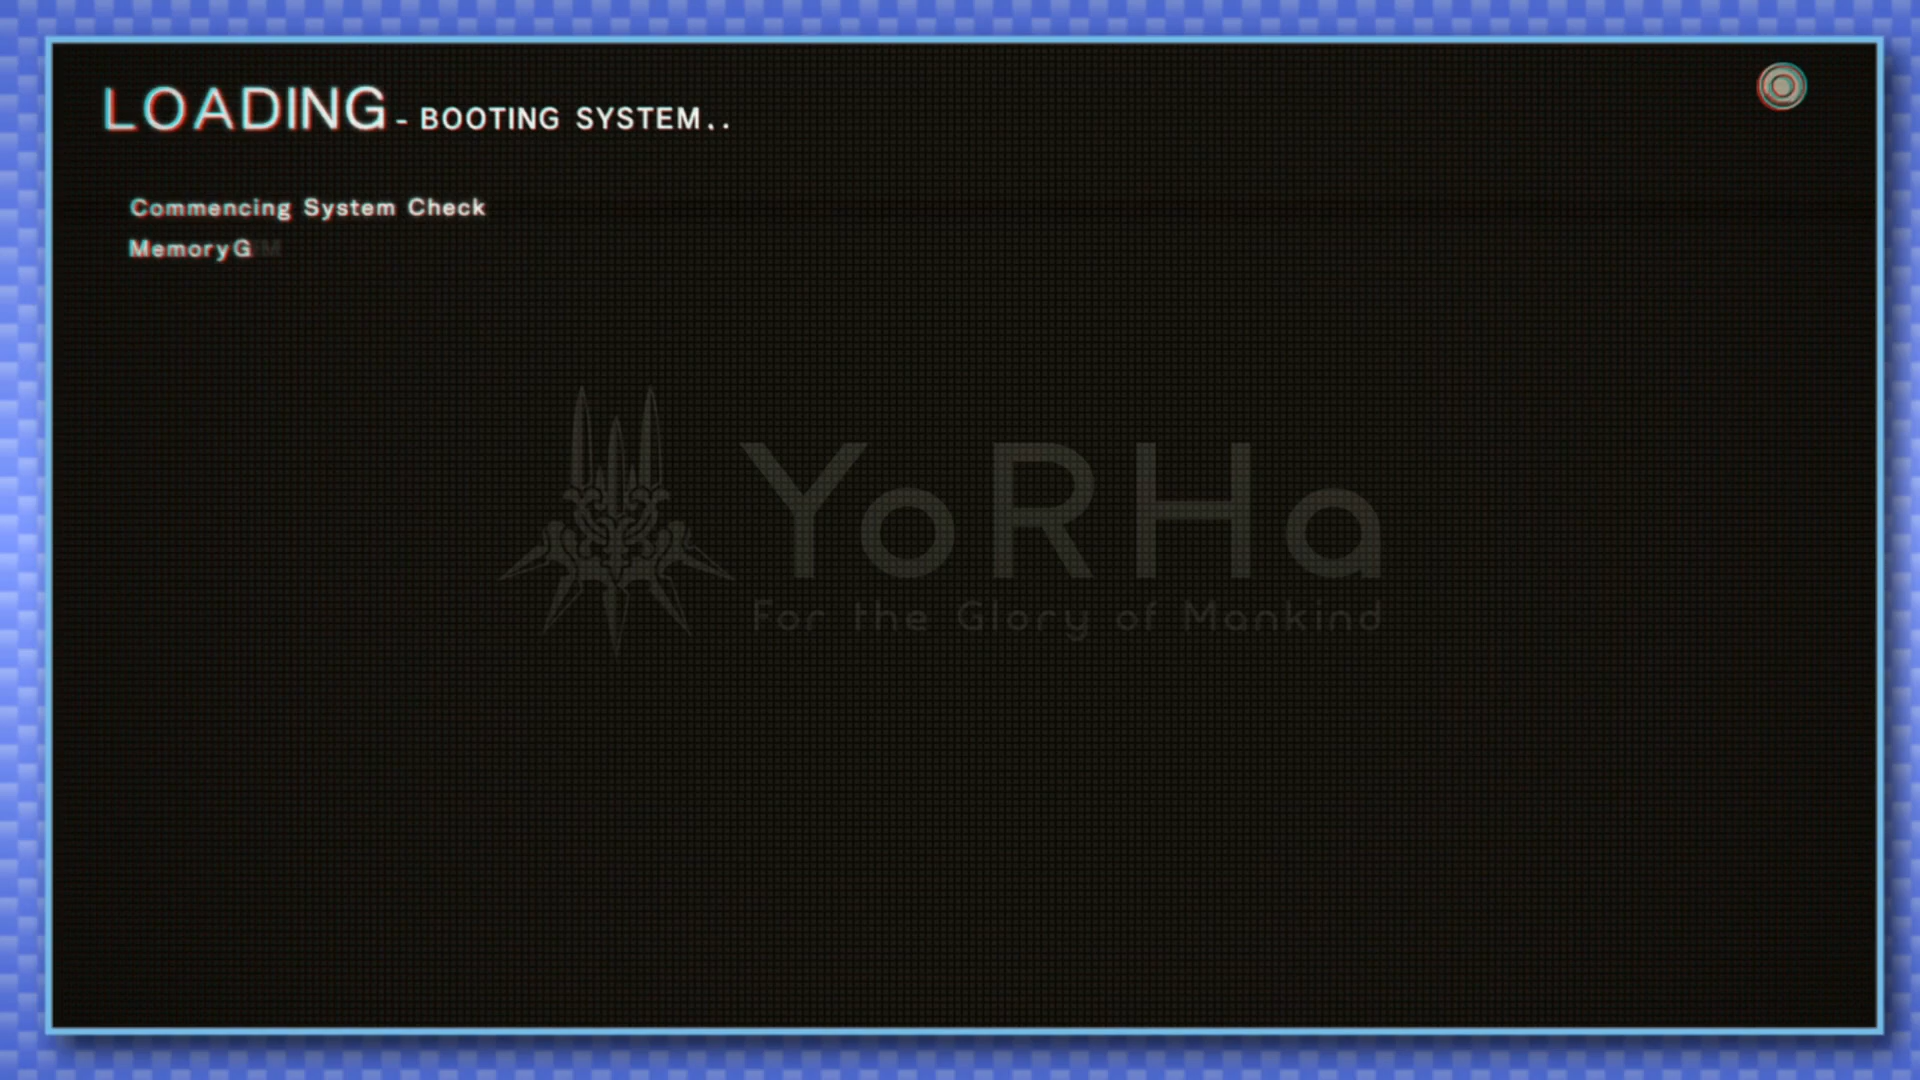 LOADING - BOOTING SYSTEM..
Commencing System Check
MemoryG M
YoRHa
For the Glory of Mankind